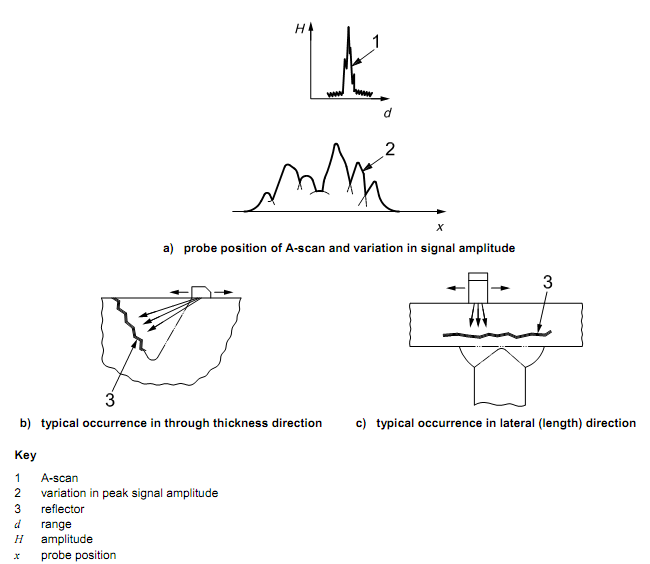 H
1
d
2
x
a) probe position of A-scan and variation in signal amplitude
3
3
b) typical occurrence in through thickness direction
c) typical occurrence in lateral (length) direction
Key
1 A-scan
2 variation in peak signal amplitude
3 reflector
d range
H amplitude
x probe position